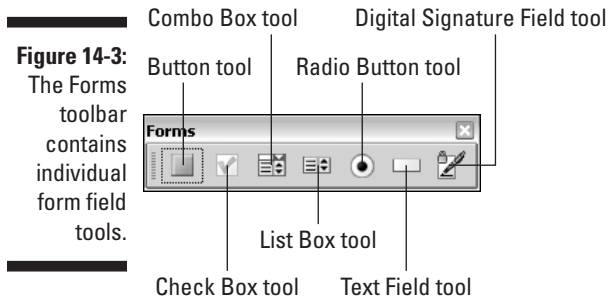 Combo Box tool
Digital Signature Field tool
Figure 14-3:
The Forms
toolbar
contains
individual
form field
tools.
Button tool
Radio Button tool
Forms
List Box tool
Check Box tool
Text Field tool